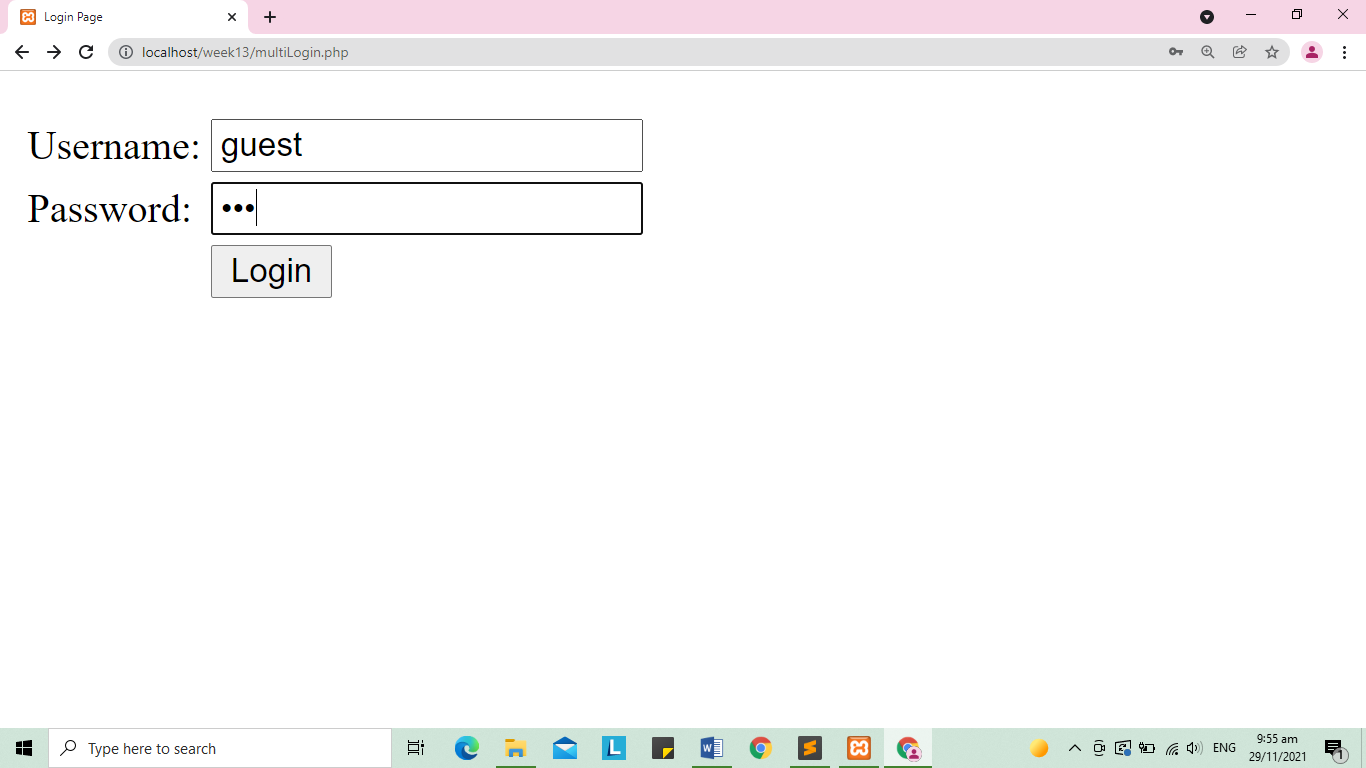 Login Page
localhost/week13/multiLogin.php
Username: guest
Password: •••
Login
Type here to search
L
W
ENG
9:55 am
29/11/2021
1